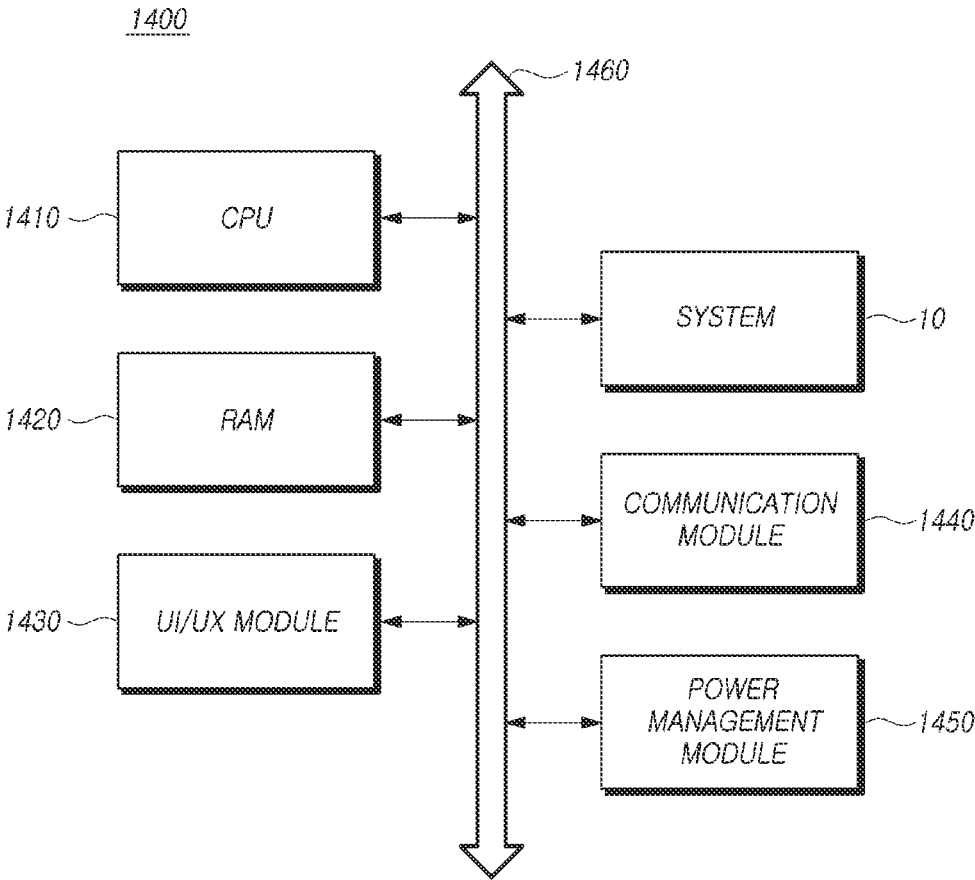 1400
1460
1410
CPU
SYSTEM
10
1420
RAM
COMMUNICATION
MODULE
1440
1430
UI/UX MODULE
POWER
MANAGEMENT
MODULE
1450